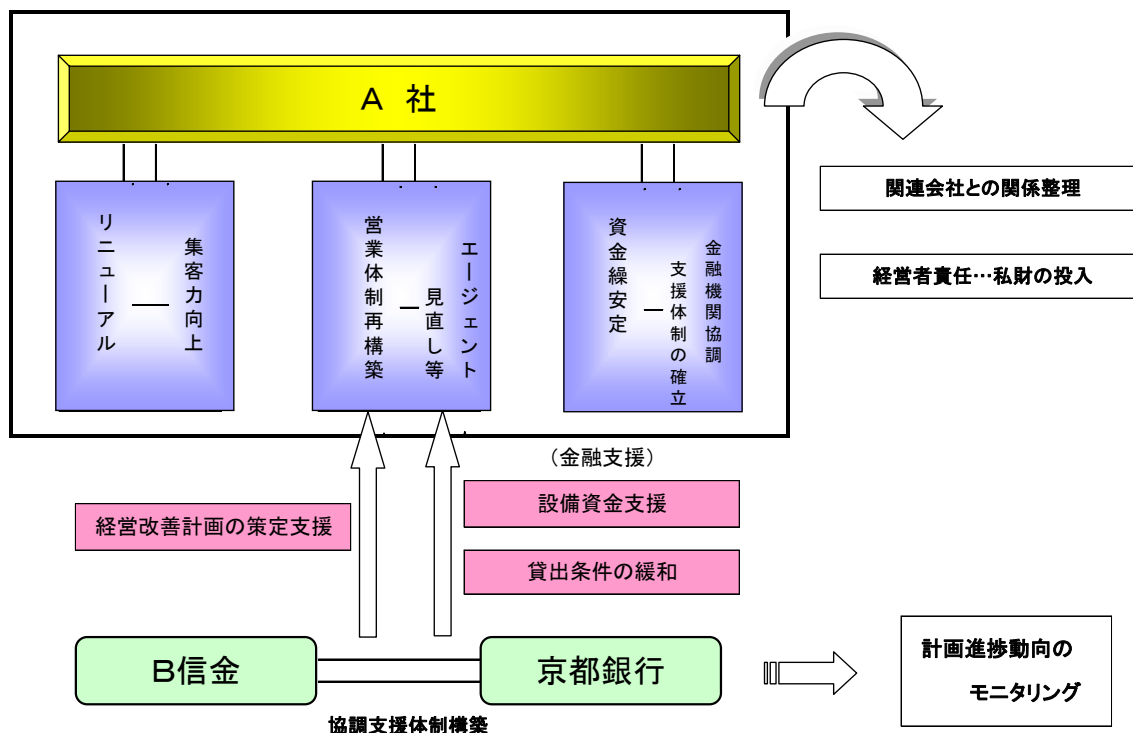 A 社
関連会社との関係整理
経営者責任…私財の投入
リニューアル
―
集客力向上
営業体制再構築
―
エージェント
見直し等
資金繰安定
―
金融機関協調
支援体制の確立
（金融支援）
経営改善計画の策定支援
設備資金支援
貸出条件の緩和
B信金
京都銀行
協調支援体制構築
計画進捗動向の
モニタリング